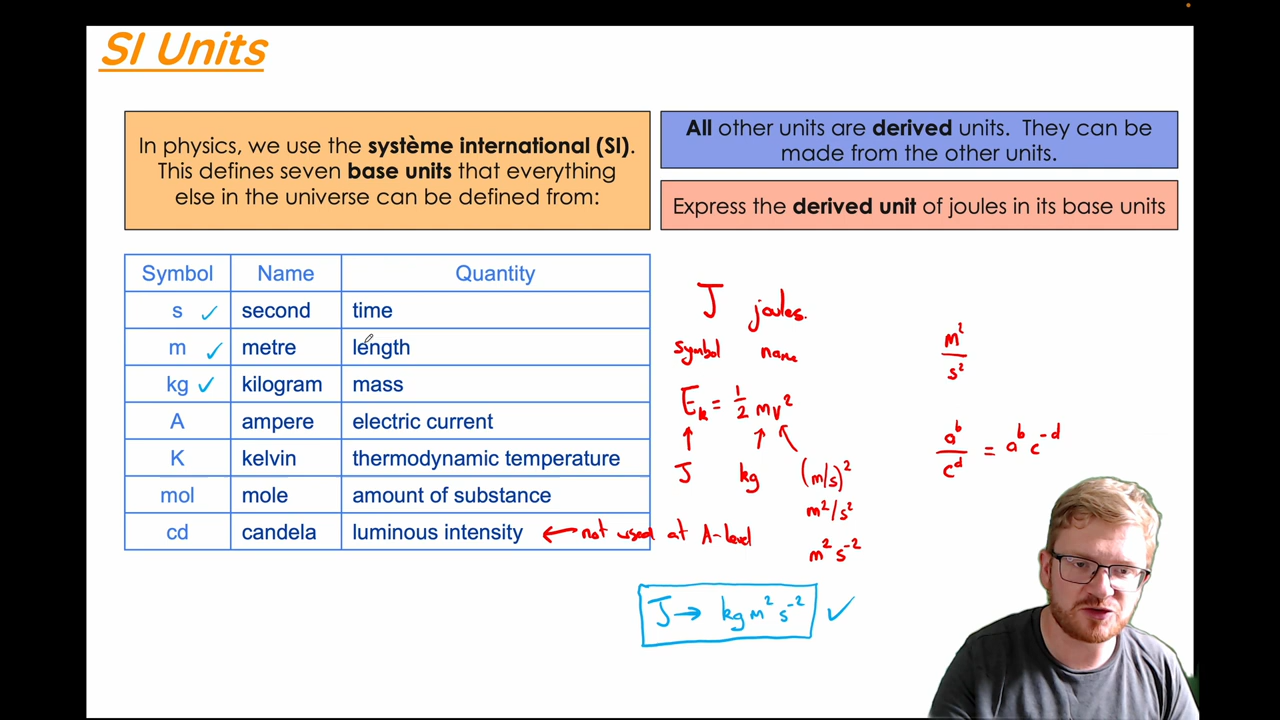 SI Units
In physics, we use the système international (SI).
This defines seven base units that everything
else in the universe can be defined from:
All other units are derived units. They can be
made from the other units.
Express the derived unit of joules in its base units
Symbol Name Quantity
s ✓ second time
m ✓ metre length
kg ✓ kilogram mass
A ampere electric current
K kelvin thermodynamic temperature
mol mole amount of substance
cd candela luminous intensity
← not used at A-level
J joules.
symbol name
E_k = 1/2 mv²
↑ ↑ ↖
J kg (m/s)²
m²/s²
m² s⁻²
J → kg m² s⁻² ✓
m²
s²
a^b / c^d = a^b c^-d